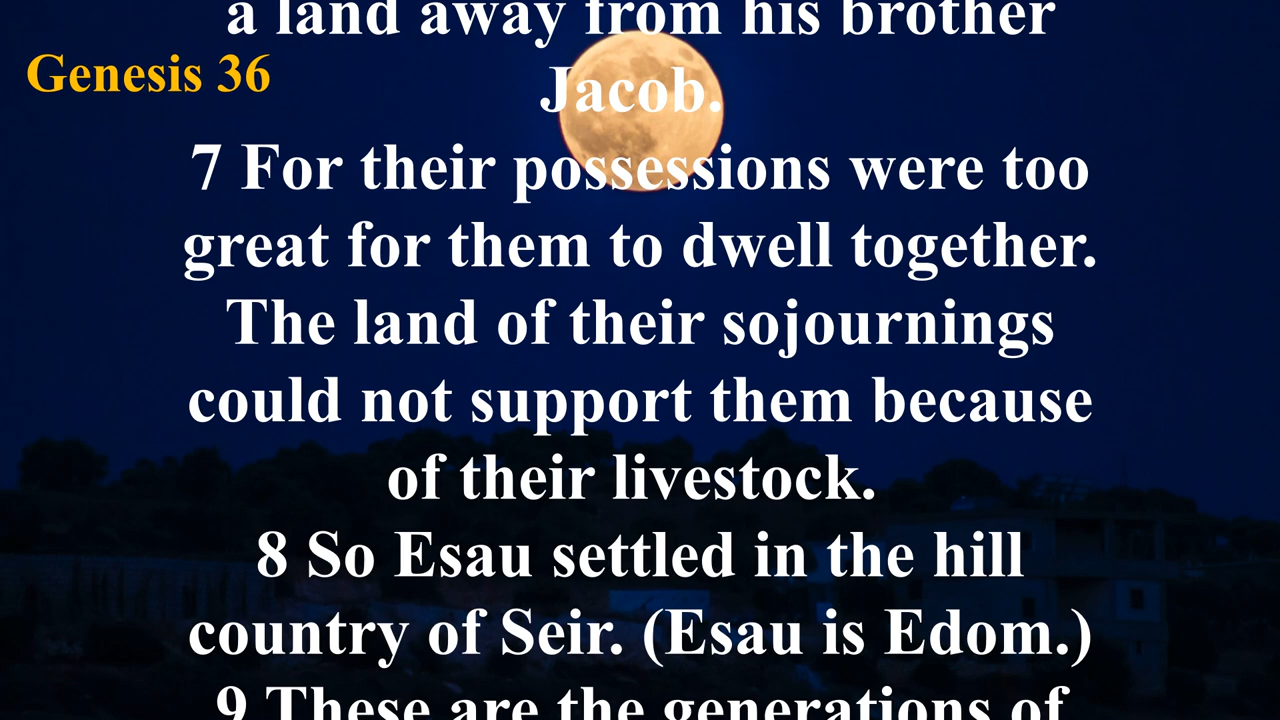 a land away from his brother
Genesis 36
Jacob.
7 For their possessions were too
great for them to dwell together.
The land of their sojournings
could not support them because
of their livestock.
8 So Esau settled in the hill
country of Seir. (Esau is Edom.)
9 These are the generations of